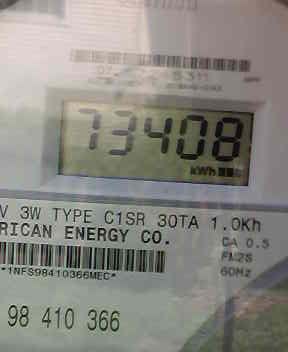 73408
kWh
V 3W TYPE C1SR 30TA 1.0Kh
RICAN ENERGY CO.
CA 0.5
FM2S
60Hz
*1NFS98410366MEC*
98 410 366